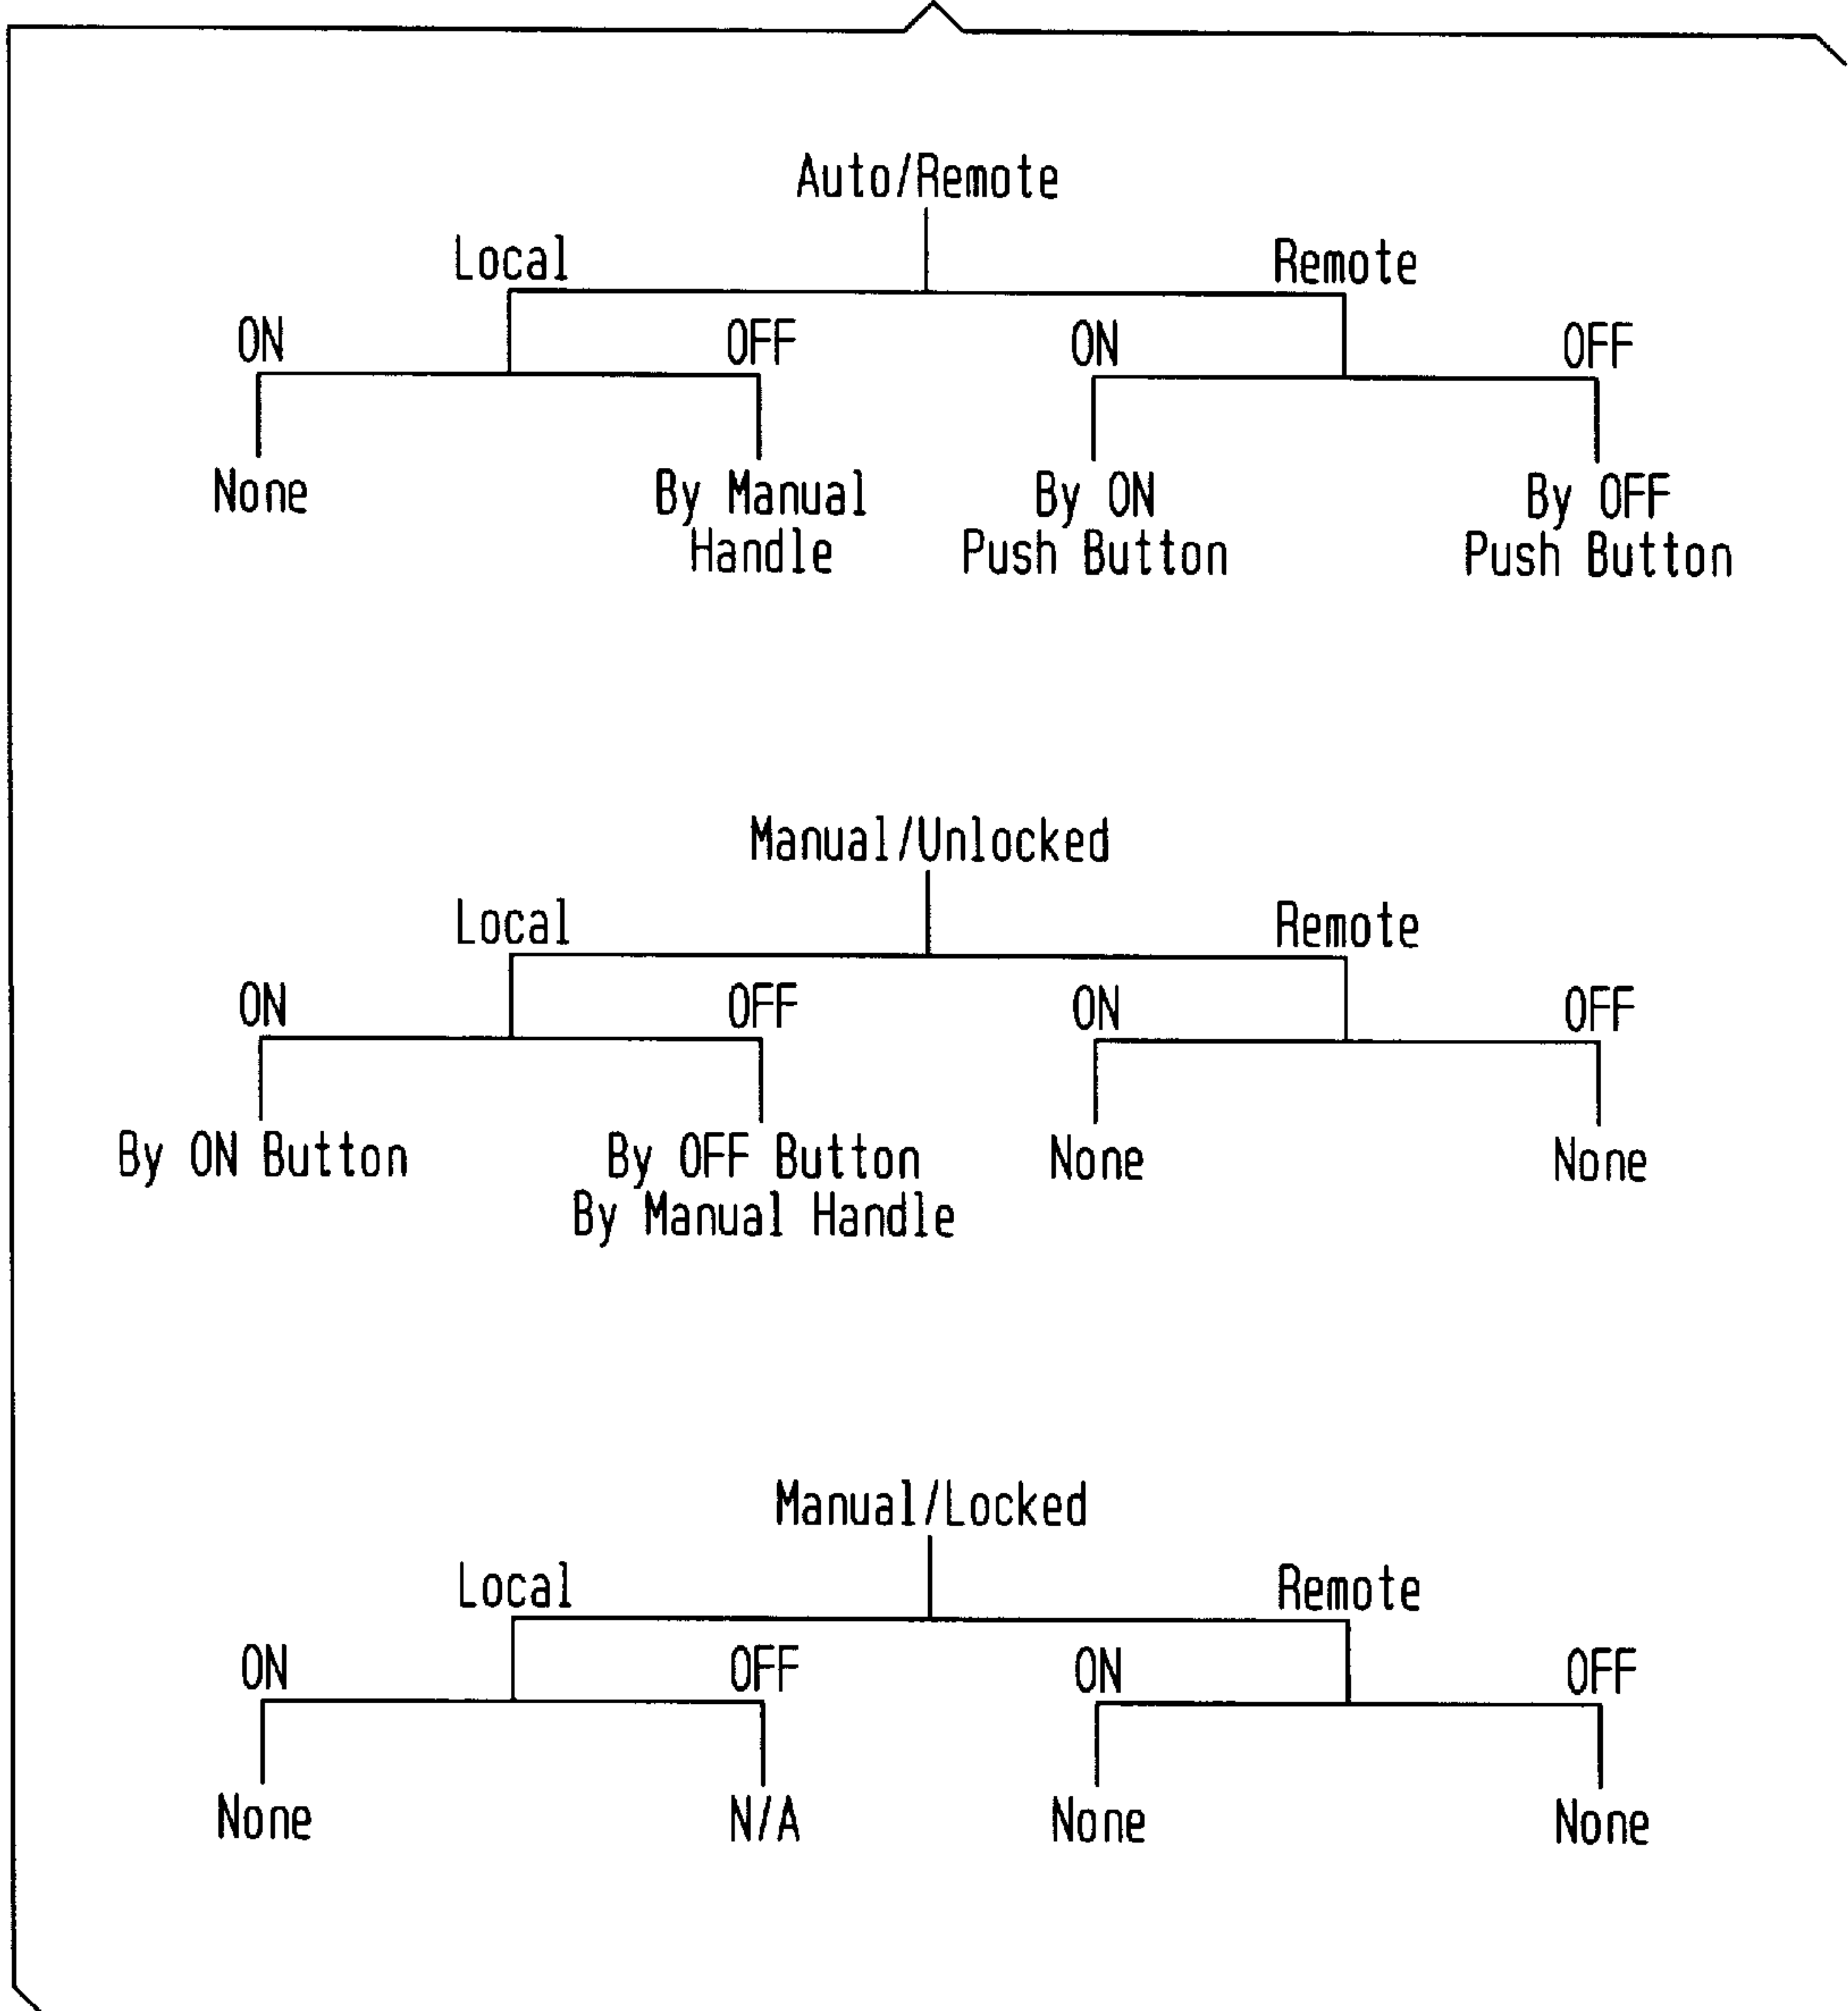 Auto/Remote
Local
Remote
ON
OFF
ON
OFF
None
By Manual
Handle
By ON
Push Button
By OFF
Push Button
Manual/Unlocked
Local
Remote
ON
OFF
ON
OFF
By ON Button
By OFF Button
By Manual Handle
None
None
Manual/Locked
Local
Remote
ON
OFF
ON
OFF
None
N/A
None
None